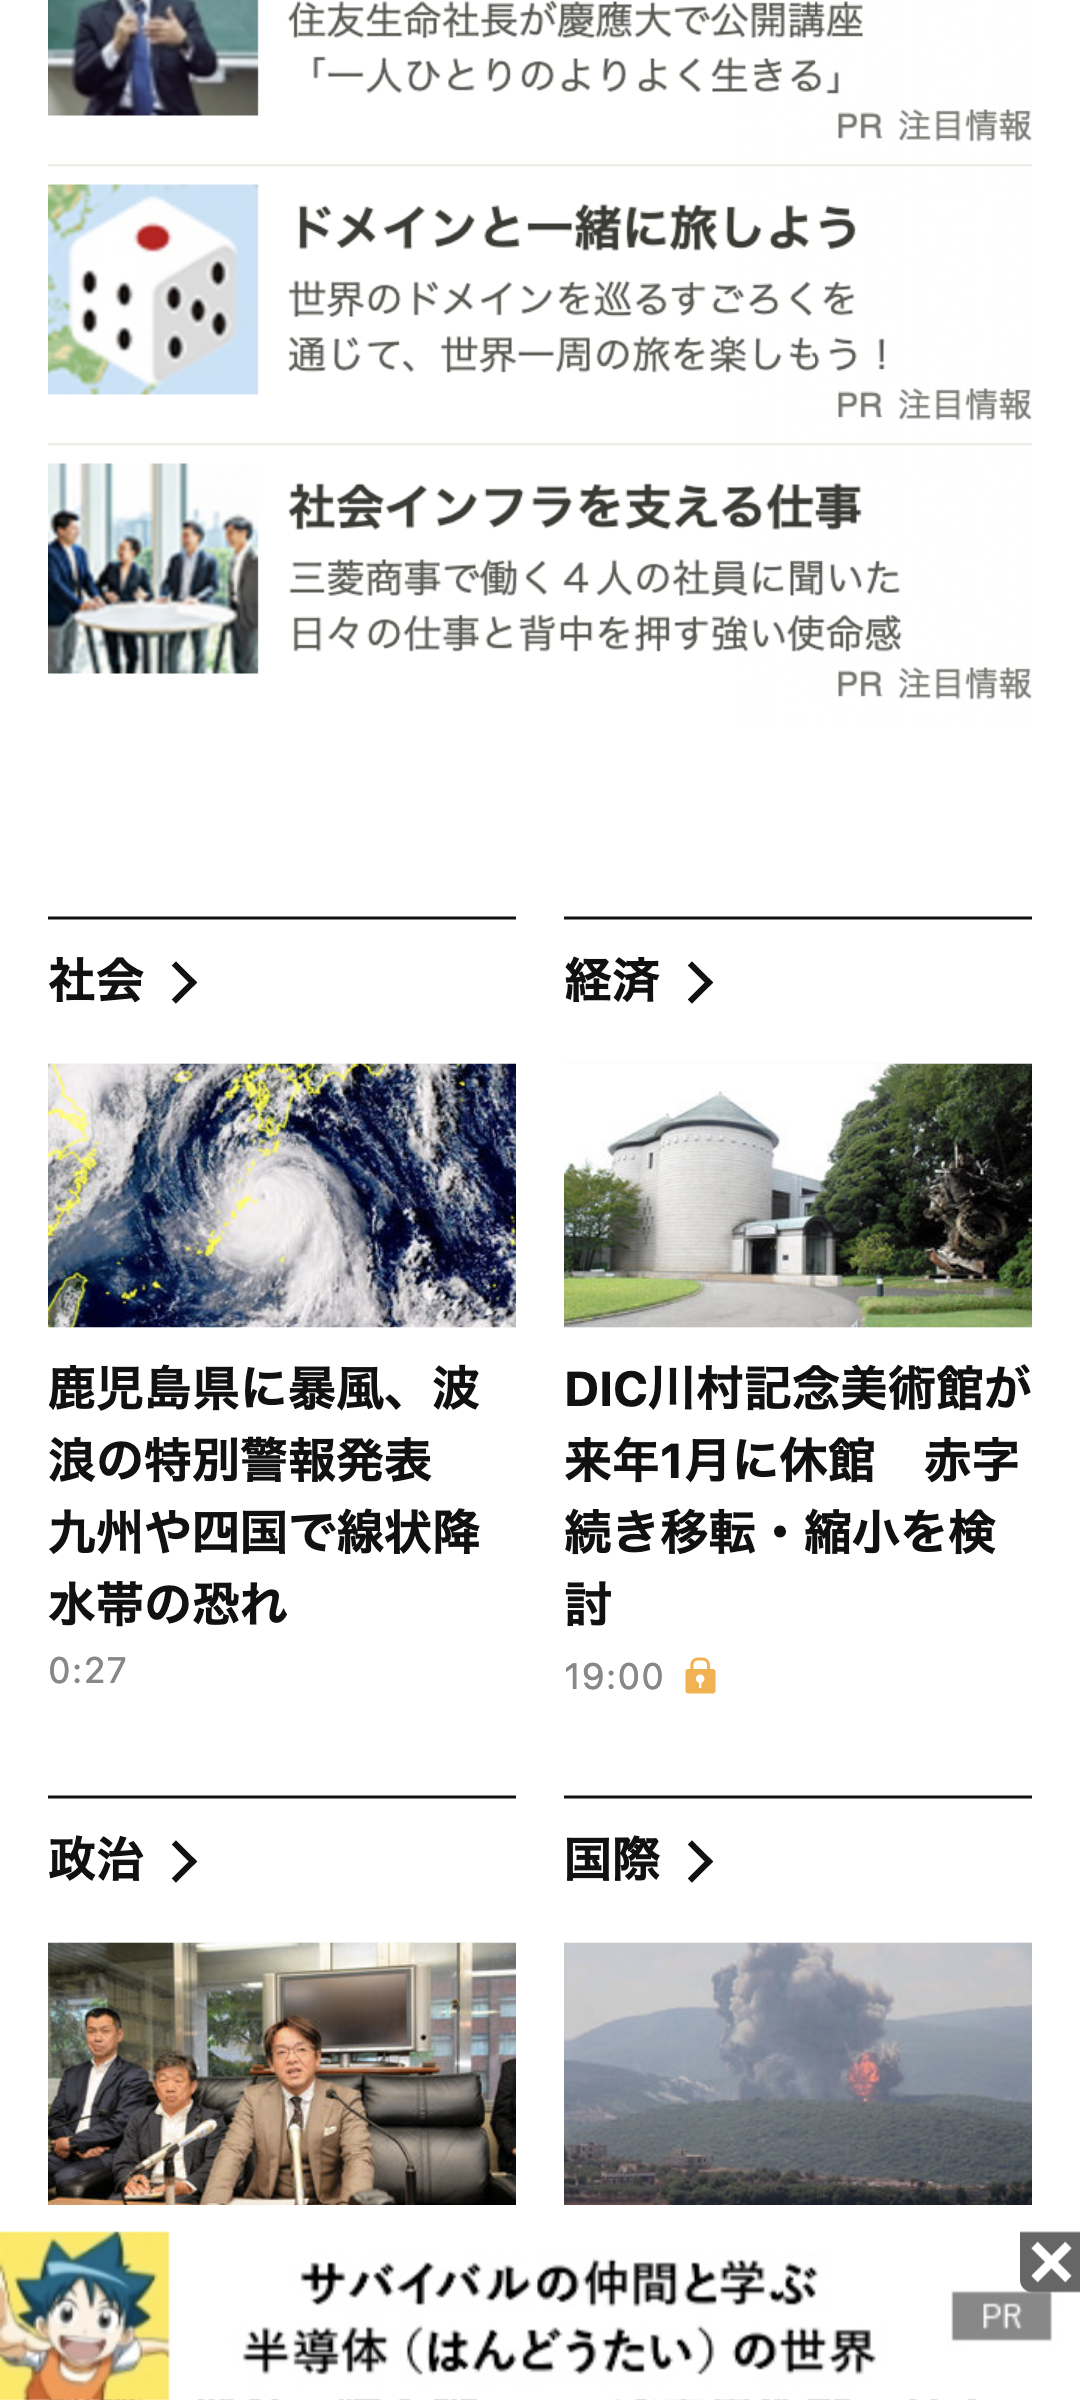 住友生命社長が慶應大で公開講座
「一人ひとりのよりよく生きる」
PR 注目情報
ドメインと一緒に旅しよう
世界のドメインを巡るすごろくを
通じて、世界一周の旅を楽しもう！
PR 注目情報
社会インフラを支える仕事
三菱商事で働く４人の社員に聞いた
日々の仕事と背中を押す強い使命感
PR 注目情報
社会
鹿児島県に暴風、波
浪の特別警報発表
九州や四国で線状降
水帯の恐れ
0:27
経済
DIC川村記念美術館が
来年1月に休館　赤字
続き移転・縮小を検
討
19:00
政治
国際
サバイバルの仲間と学ぶ
半導体（はんどうたい）の世界
PR